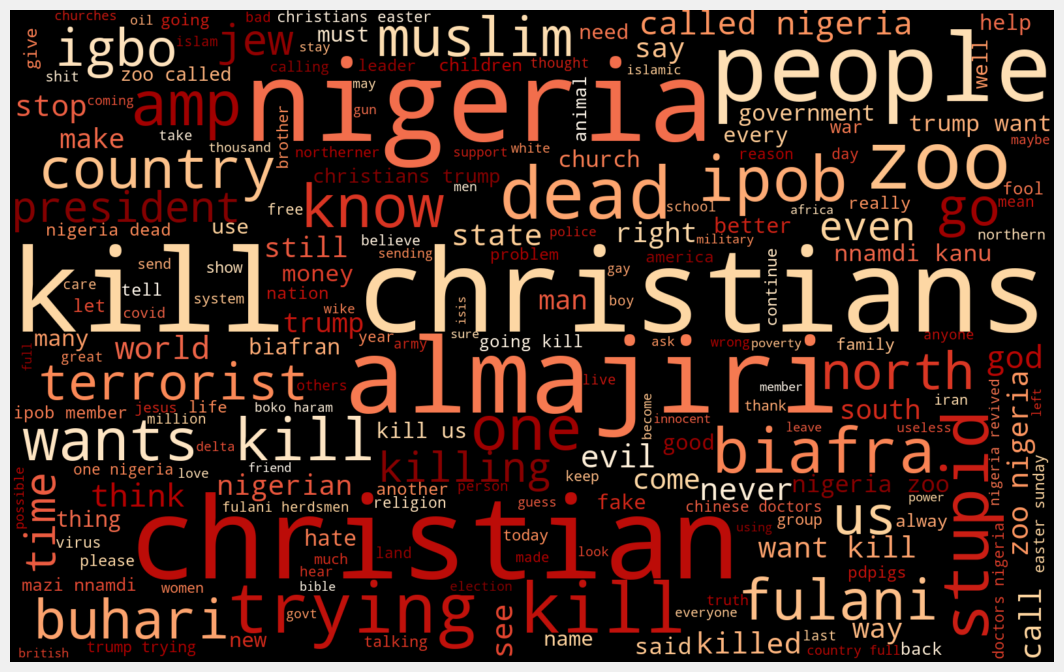 churches oil going bad christians easter called nigeria help
give igbo islam jew stay must muslim need say
shit zoo called calling leader children thought islamic people well
stop coming amp nigeria may gun animal government trump want
make take thousand brother northerner support white church every war maybe
country christians trump men dead school ipob reason day zoo fool mean
president free know africa really go
nigeria dead use still believe state police right military better even northern
send show sending problem gay america nnamdi kanu
kill christians
care tell money nation man boy isis continue
let covid system wike
many trump year army sure going kill ask wrong poverty family anyone
full great world biafran almajiri north god
terrorist others live member iran
ipob member jesus life boko haram become thank south left
million innocent leave useless
wants delta kill kill us one good biafra stupid nigeria revived
one nigeria love friend killing person evil keep come never nigeria zoo zoo nigeria
possible time think nigerian another religion guess fake chinese doctors power easter sunday
thing fulani herdsmen group us alway
virus christian hate today using want kill
please much land made look
mazi nnamdi women hear bible election truth pdpigs doctors nigeria
buhari trying govt kill everyone fulani call
new talking see name said killed last way
british trump trying country full back